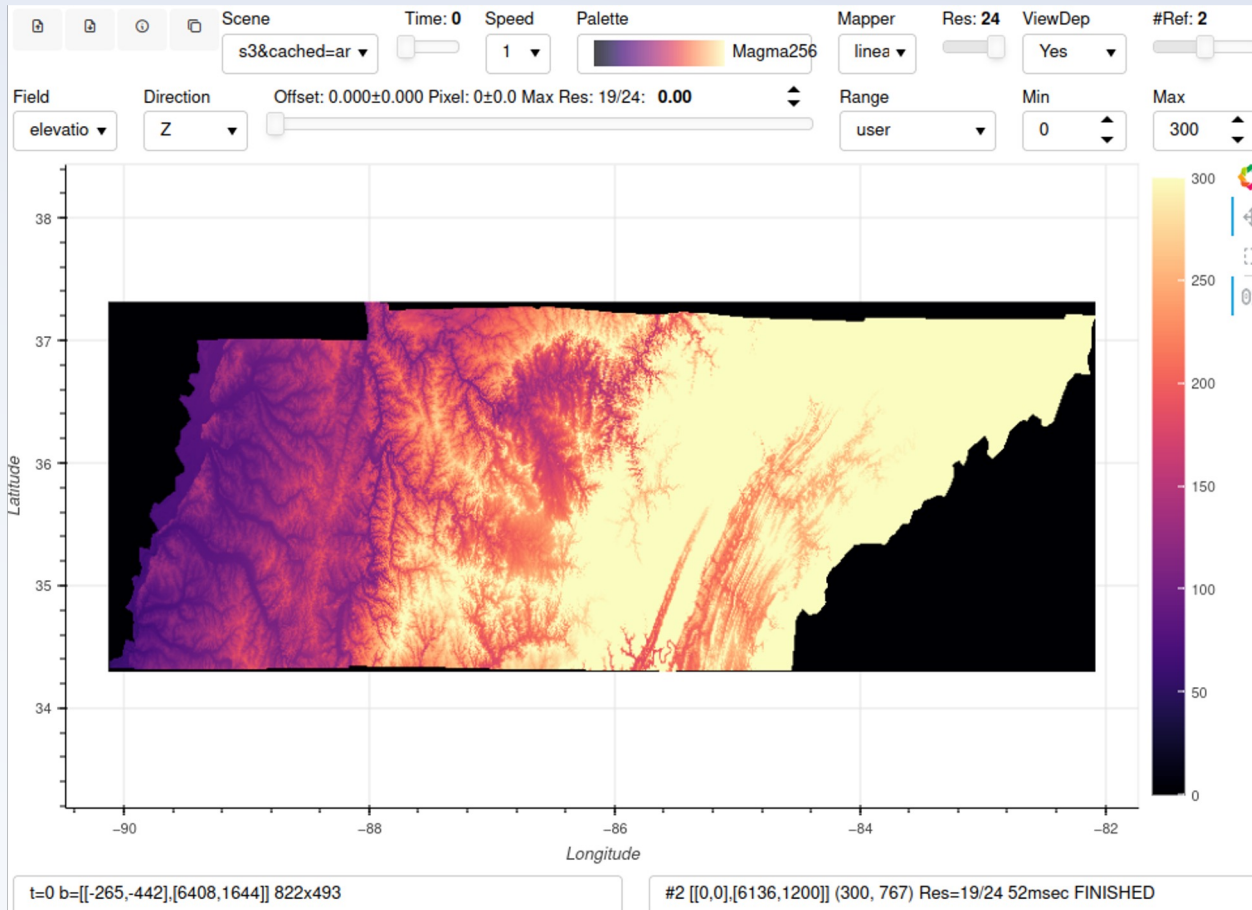 Scene Time: 0 Speed Palette Mapper Res: 24 ViewDep #Ref: 2
s3&cached=ar 1 Magma256 linea Yes
Field Direction Offset: 0.000±0.000 Pixel: 0±0.0 Max Res: 19/24: 0.00 Range Min Max
elevatio Z user 0 300
300
250
200
150
100
50
0
38
37
36
35
34
Latitude
−90 −88 −86 −84 −82
Longitude
t=0 b=[[-265,-442],[6408,1644]] 822x493
#2 [[0,0],[6136,1200]] (300, 767) Res=19/24 52msec FINISHED